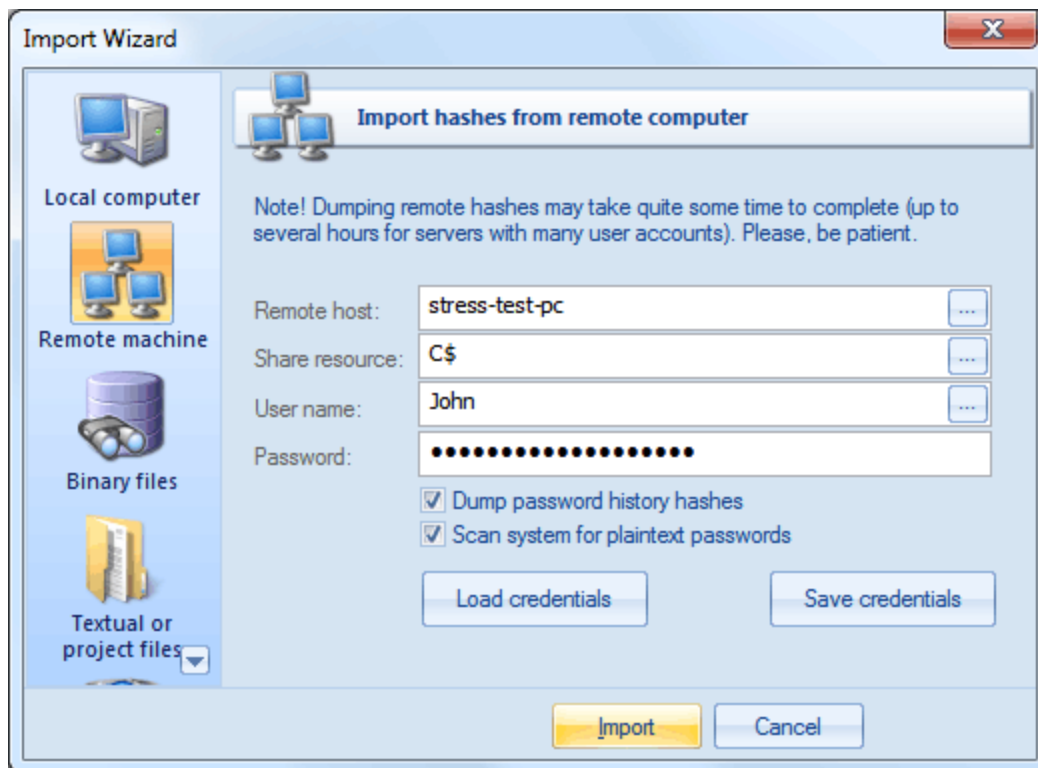 Import Wizard
Local computer
Remote machine
Binary files
Textual or
project files
Import hashes from remote computer
Note! Dumping remote hashes may take quite some time to complete (up to
several hours for servers with many user accounts). Please, be patient.
Remote host: stress-test-pc ...
Share resource: C$ ...
User name: John ...
Password: •••••••••••••••••••
Dump password history hashes
Scan system for plaintext passwords
Load credentials Save credentials
Import Cancel